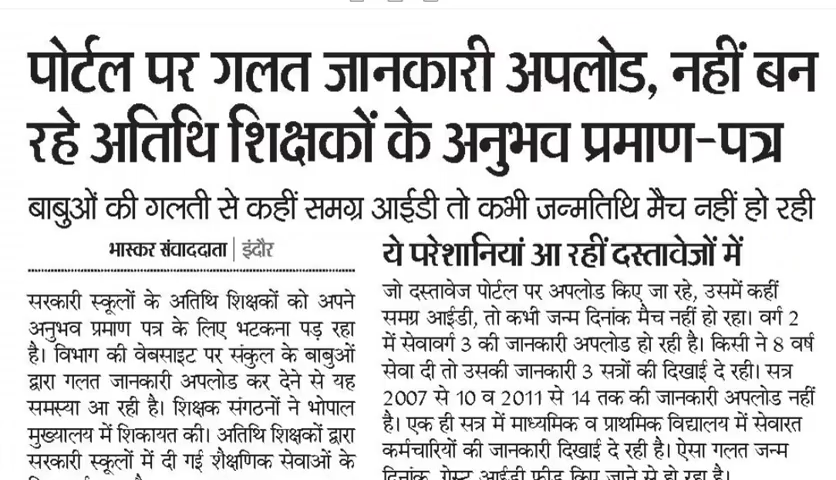 पोर्टल पर गलत जानकारी अपलोड, नहीं बन
रहे अतिथि शिक्षकों के अनुभव प्रमाण-पत्र
बाबुओं की गलती से कहीं समग्र आईडी तो कभी जन्मतिथि मैच नहीं हो रही
भास्कर संवाददाता | इंदौर
सरकारी स्कूलों के अतिथि शिक्षकों को अपने
अनुभव प्रमाण पत्र के लिए भटकना पड़ रहा
है। विभाग की वेबसाइट पर संकुल के बाबुओं
द्वारा गलत जानकारी अपलोड कर देने से यह
समस्या आ रही है। शिक्षक संगठनों ने भोपाल
मुख्यालय में शिकायत की। अतिथि शिक्षकों द्वारा
सरकारी स्कूलों में दी गई शैक्षणिक सेवाओं के
ये परेशानियां आ रहीं दस्तावेजों में
जो दस्तावेज पोर्टल पर अपलोड किए जा रहे, उसमें कहीं
समग्र आईडी, तो कभी जन्म दिनांक मैच नहीं हो रहा। वर्ग 2
में सेवावर्ग 3 की जानकारी अपलोड हो रही है। किसी ने 8 वर्ष
सेवा दी तो उसकी जानकारी 3 सत्रों की दिखाई दे रही। सत्र
2007 से 10 व 2011 से 14 तक की जानकारी अपलोड नहीं
है। एक ही सत्र में माध्यमिक व प्राथमिक विद्यालय में सेवारत
कर्मचारियों की जानकारी दिखाई दे रही है। ऐसा गलत जन्म
दिनांक, गेस्ट आईडी फीड किए जाने से हो रहा है।